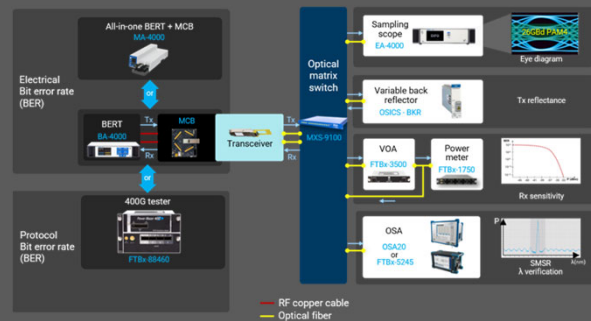 All-in-one BERT + MCB
MA-4000
Electrical
Bit error rate
(BER)
or
BERT
BA-4000
Tx
Rx
MCB
Transceiver
Tx
Rx
or
400G tester
FTBx-88460
Protocol
Bit error rate
(BER)
Optical
matrix
switch
MXS-9100
Sampling
scope
EA-4000
26GBd PAM4
Eye diagram
Variable back
reflector
OSICS - BKR
Tx reflectance
VOA
FTBx-3500
Power
meter
FTBx-1750
Rx sensitivity
OSA
OSA20
or
FTBx-5245
P
λ(nm)
SMSR
λ verification
RF copper cable
Optical fiber